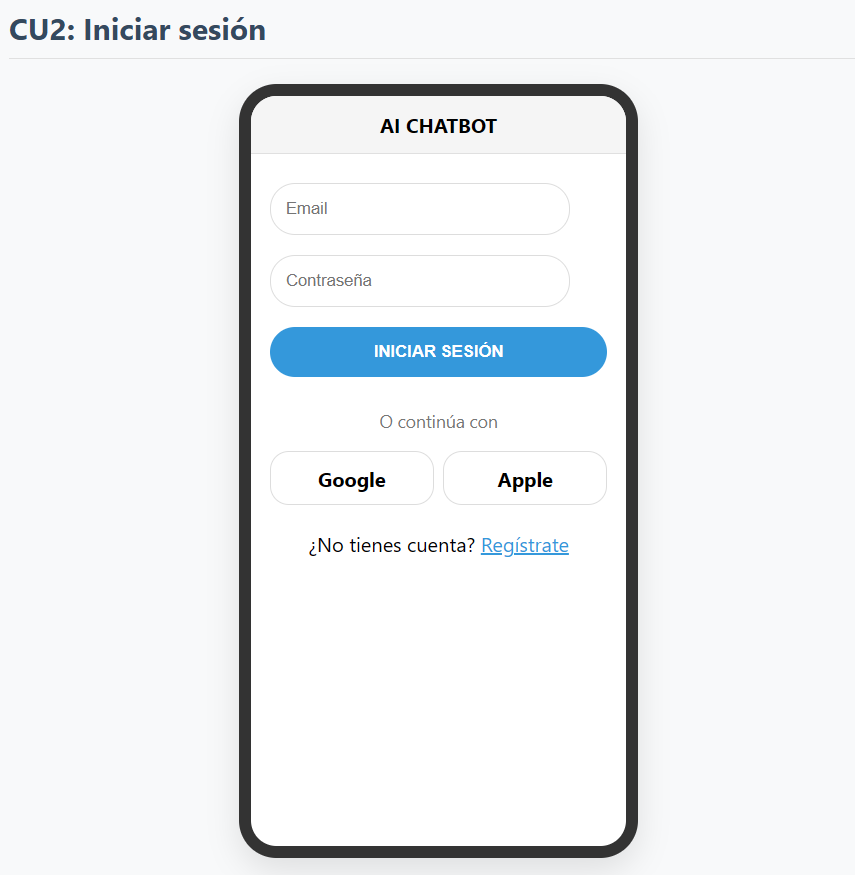 CU2: Iniciar sesión
AI CHATBOT
Email
Contraseña
INICIAR SESIÓN
O continúa con
Google Apple
¿No tienes cuenta? Regístrate